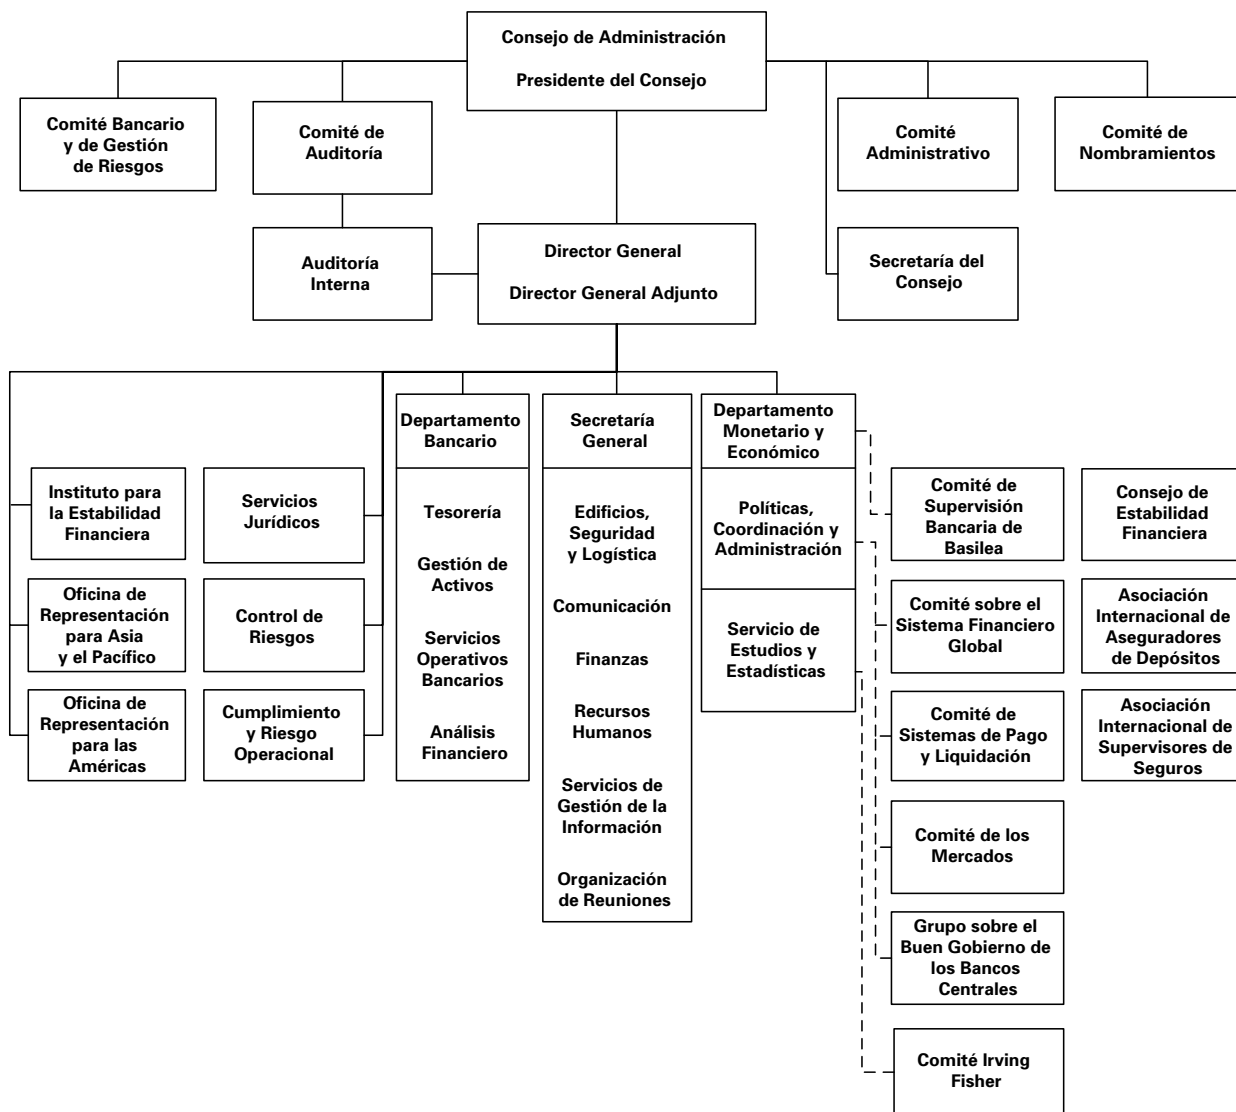 Consejo de Administración
Presidente del Consejo
Comité Bancario
y de Gestión
de Riesgos
Comité de
Auditoría
Comité
Administrativo
Comité de
Nombramientos
Auditoría
Interna
Director General
Director General Adjunto
Secretaría del
Consejo
Departamento
Bancario
Secretaría
General
Departamento
Monetario y
Económico
Instituto para
la Estabilidad
Financiera
Servicios
Jurídicos
Oficina de
Representación
para Asia
y el Pacífico
Control de
Riesgos
Oficina de
Representación
para las
Américas
Cumplimiento
y Riesgo
Operacional
Tesorería
Gestión de
Activos
Servicios
Operativos
Bancarios
Análisis
Financiero
Edificios,
Seguridad
y Logística
Comunicación
Finanzas
Recursos
Humanos
Servicios de
Gestión de la
Información
Organización
de Reuniones
Políticas,
Coordinación y
Administración
Servicio de
Estudios y
Estadísticas
Comité de
Supervisión
Bancaria de
Basilea
Consejo de
Estabilidad
Financiera
Comité sobre el
Sistema Financiero
Global
Asociación
Internacional de
Aseguradores
de Depósitos
Comité de
Sistemas de Pago
y Liquidación
Asociación
Internacional de
Supervisores de
Seguros
Comité de los
Mercados
Grupo sobre el
Buen Gobierno de
los Bancos
Centrales
Comité Irving
Fisher